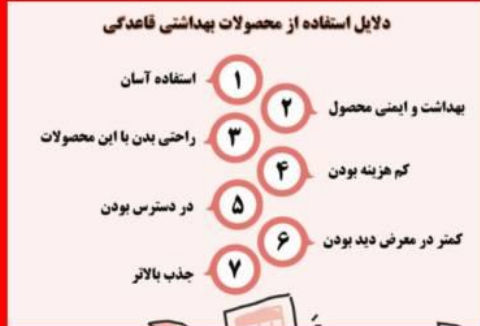 دلایل استفاده از محصولات بهداشتی قاعدگی
۱ استفاده آسان
۲ بهداشت و ایمنی محصول
۳ راحتی بدن با این محصولات
۴ کم هزینه بودن
۵ در دسترس بودن
۶ کمتر در معرض دید بودن
۷ جذب بالاتر